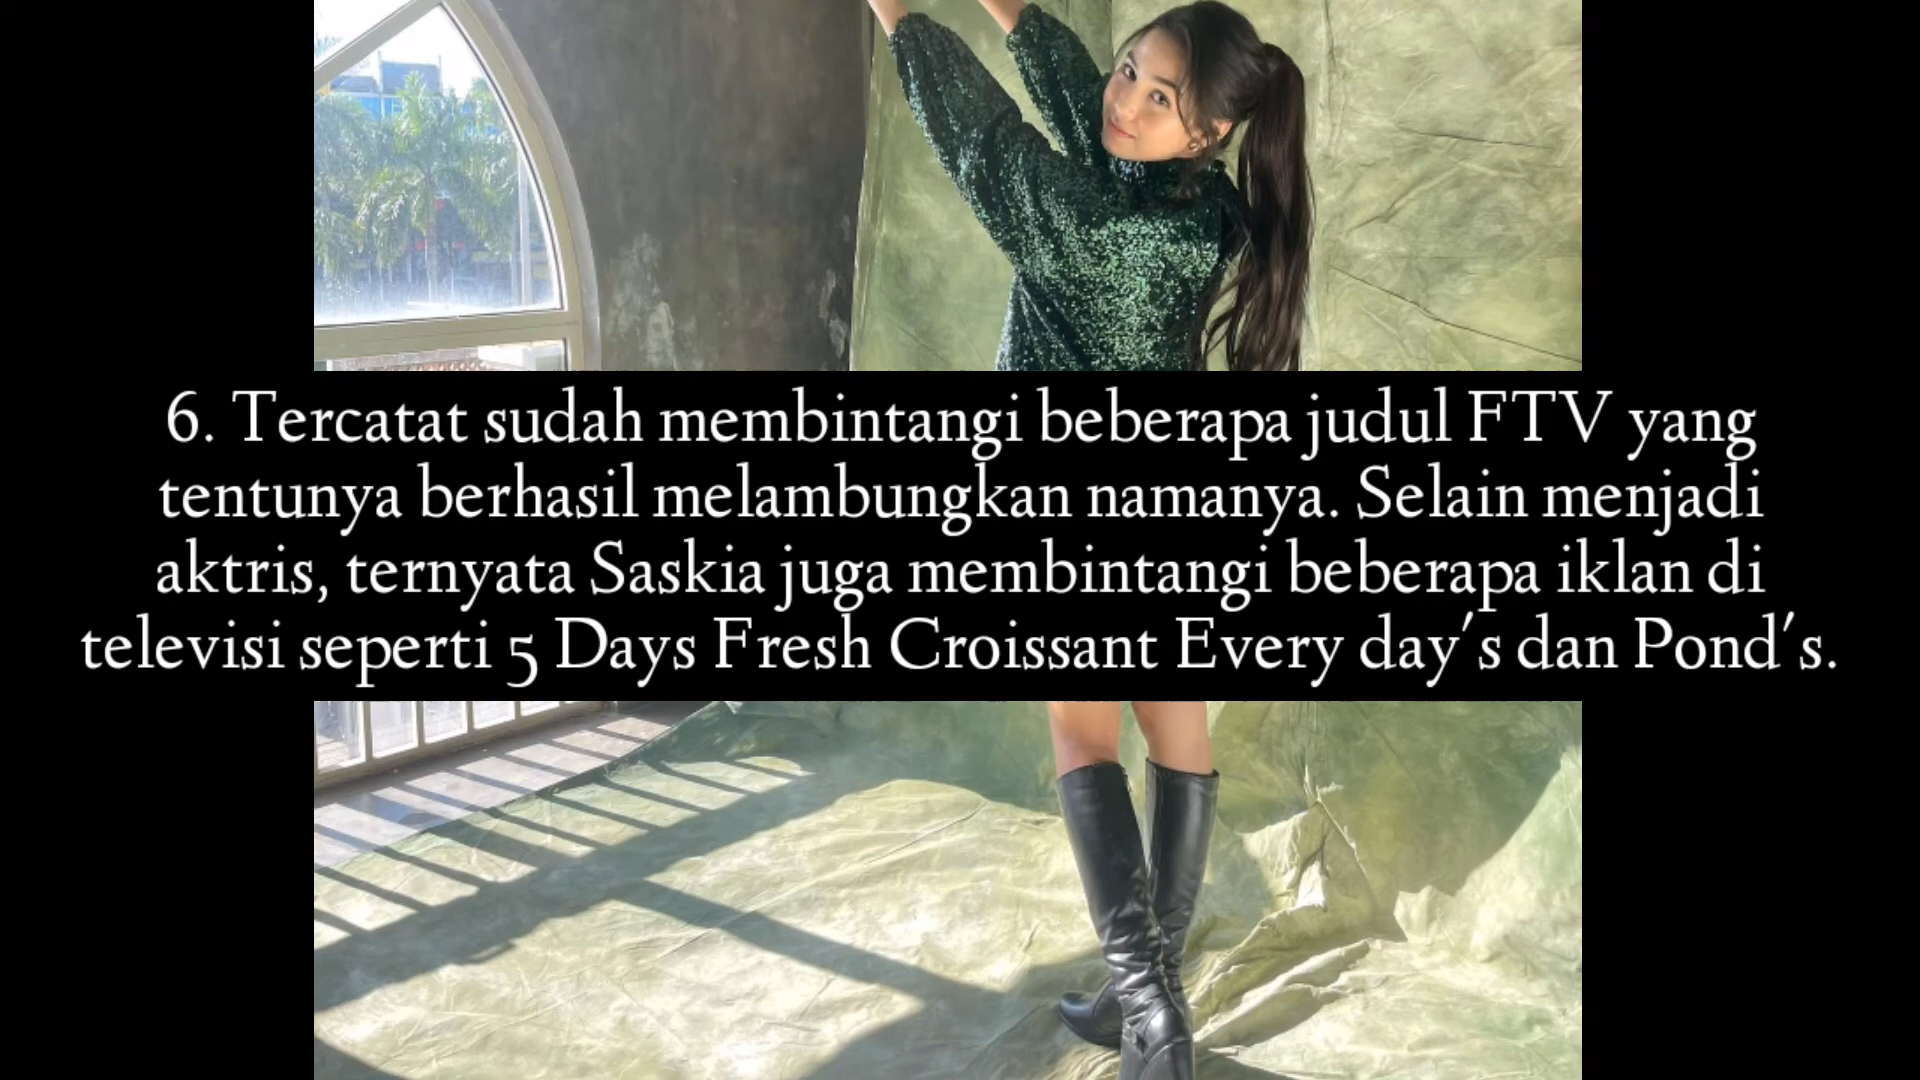 6. Tercatat sudah membintangi beberapa judul FTV yang
tentunya berhasil melambungkan namanya. Selain menjadi
aktris, ternyata Saskia juga membintangi beberapa iklan di
televisi seperti 5 Days Fresh Croissant Every day's dan Pond's.